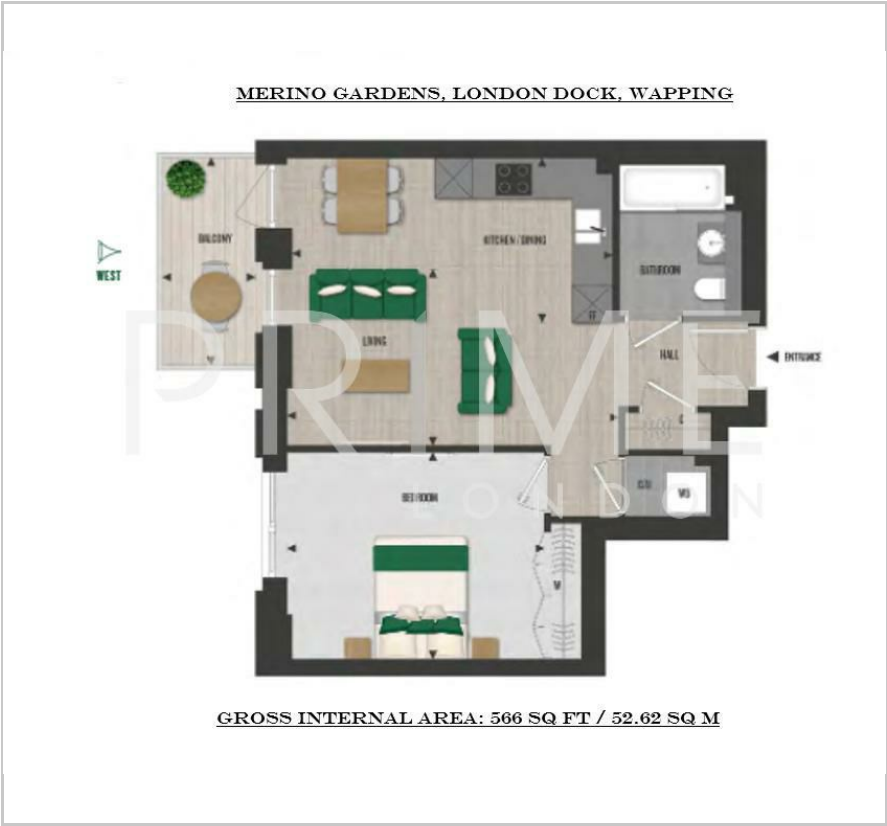 MERINO GARDENS, LONDON DOCK, WAPPING
BALCONY
KITCHEN / DINING
WEST
BATHROOM
FF
LIVING
HALL
ENTRANCE
PRIME
C
BEDROOM
WD
LONDON
W
GROSS INTERNAL AREA: 566 SQ FT / 52.62 SQ M